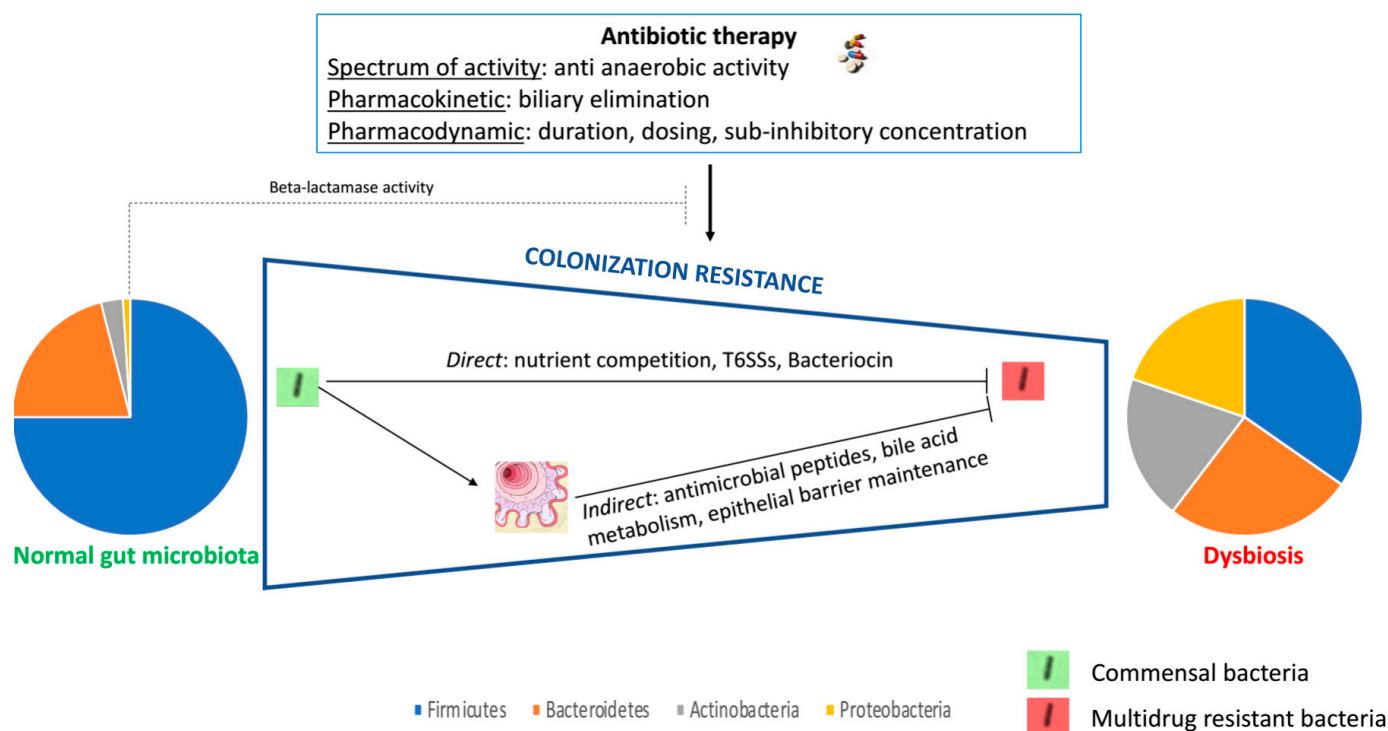 Antibiotic therapy
Spectrum of activity: anti anaerobic activity
Pharmacokinetic: biliary elimination
Pharmacodynamic: duration, dosing, sub-inhibitory concentration
Beta-lactamase activity
COLONIZATION RESISTANCE
Direct: nutrient competition, T6SSs, Bacteriocin
Indirect: antimicrobial peptides, bile acid
metabolism, epithelial barrier maintenance
Normal gut microbiota
Dysbiosis
Commensal bacteria
Multidrug resistant bacteria
Firmicutes Bacteroidetes Actinobacteria Proteobacteria